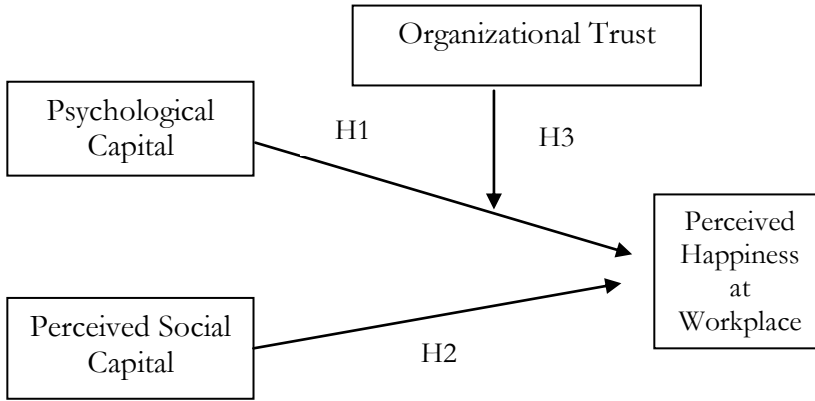 Organizational Trust
Psychological
Capital
H1
H3
Perceived
Happiness
at
Workplace
Perceived Social
Capital
H2